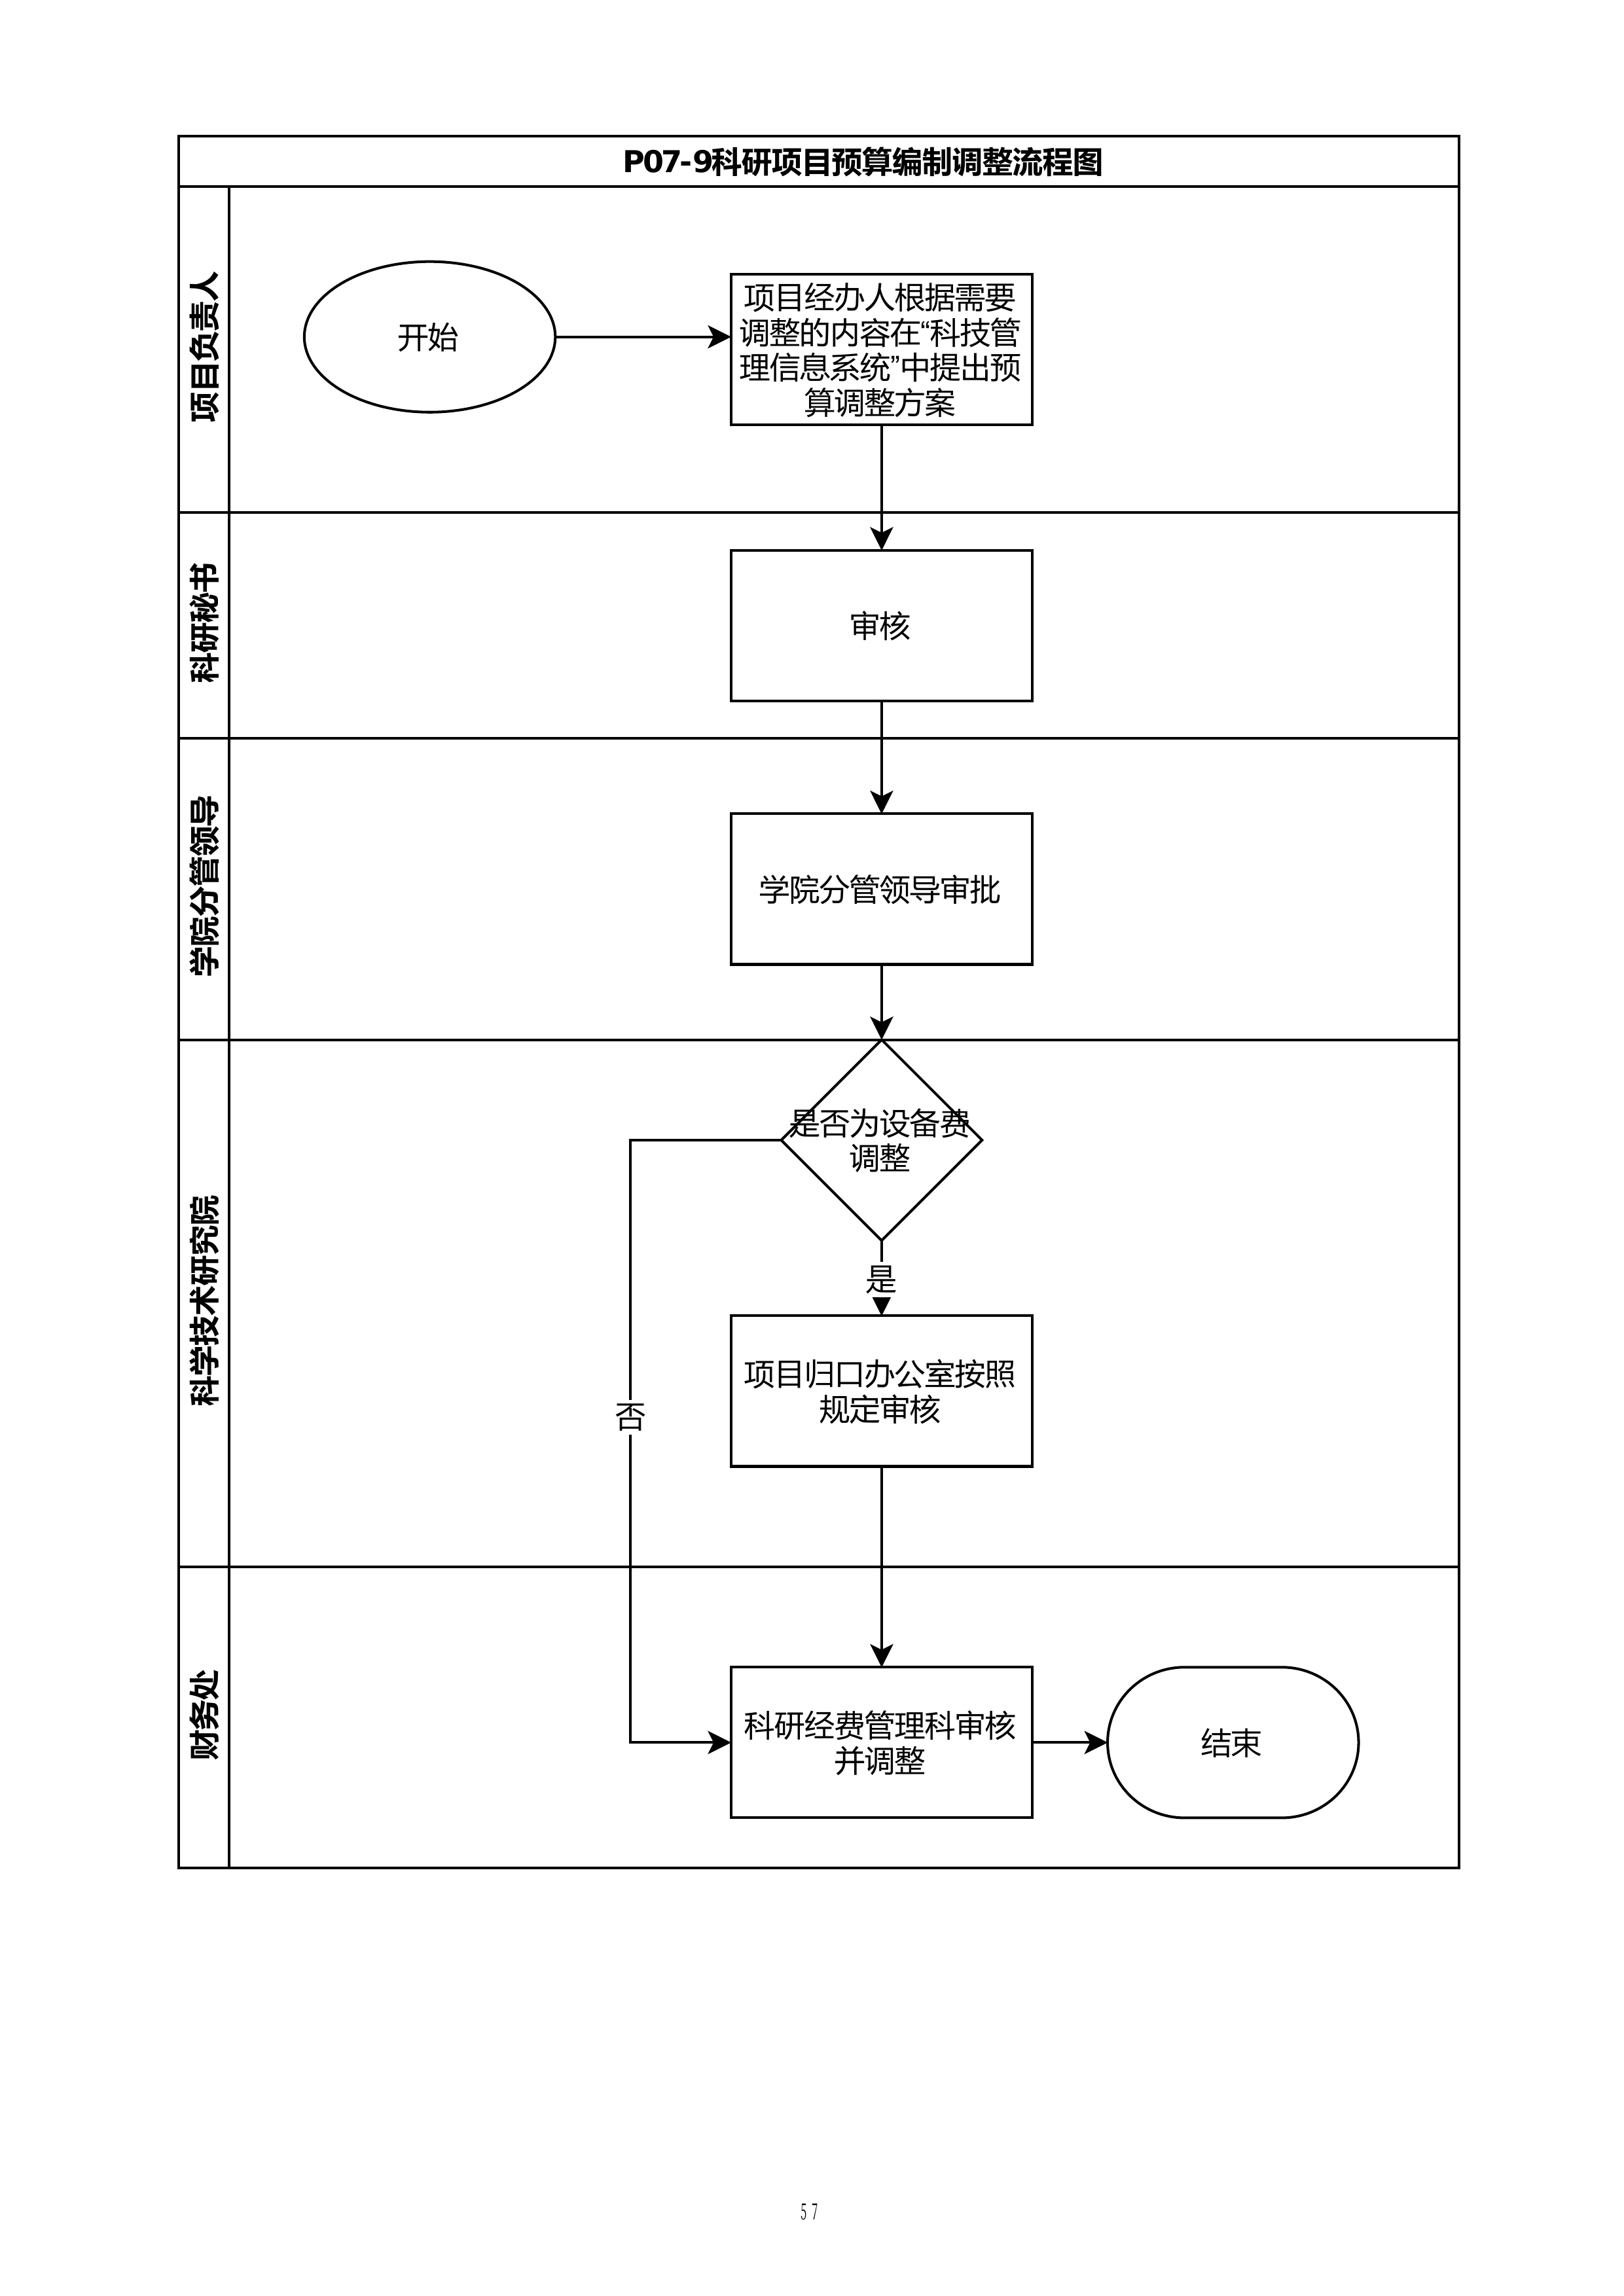 P07-9科研项目预算编制调整流程图
项目负责人
开始
项目经办人根据需要
调整的内容在“科技管
理信息系统”中提出预
算调整方案
科研秘书
审核
学院分管领导
学院分管领导审批
科学技术研究院
是否为设备费
调整
是
项目归口办公室按照
规定审核
否
财务处
科研经费管理科审核
并调整
结束
57